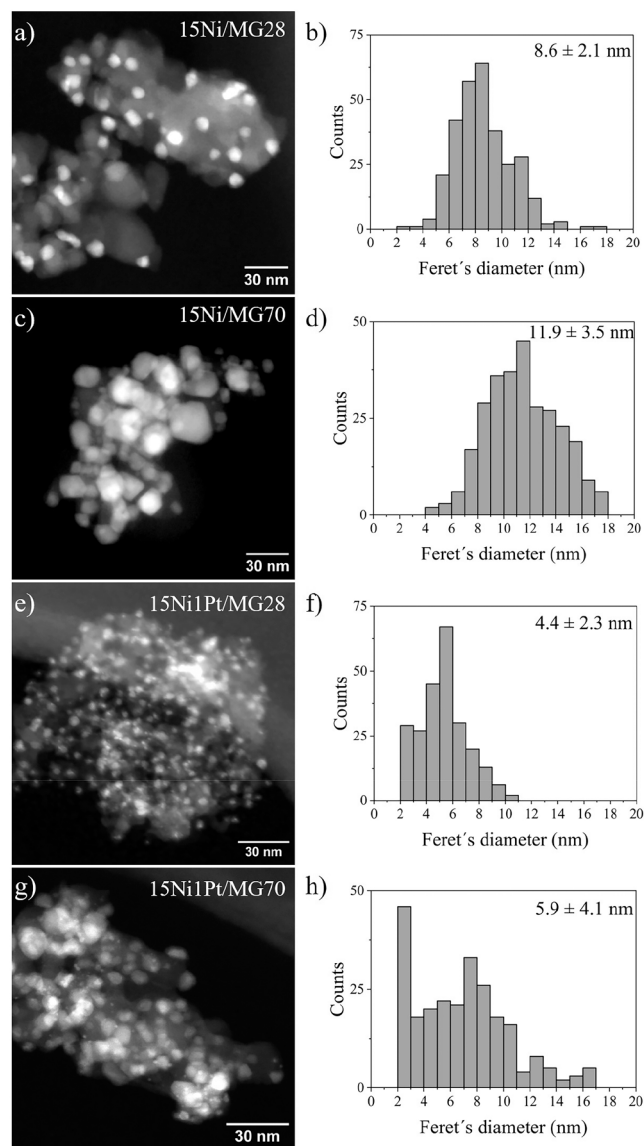 a)
15Ni/MG28
30 nm
b)
8.6 ± 2.1 nm
75
50
25
0
Counts
0 2 4 6 8 10 12 14 16 18 20
Feret´s diameter (nm)
c)
15Ni/MG70
30 nm
d)
11.9 ± 3.5 nm
50
25
0
Counts
0 2 4 6 8 10 12 14 16 18 20
Feret´s diameter (nm)
e)
15Ni1Pt/MG28
30 nm
f)
4.4 ± 2.3 nm
75
50
25
0
Counts
0 2 4 6 8 10 12 14 16 18 20
Feret´s diameter (nm)
g)
15Ni1Pt/MG70
30 nm
h)
5.9 ± 4.1 nm
50
25
0
Counts
0 2 4 6 8 10 12 14 16 18 20
Feret´s diameter (nm)